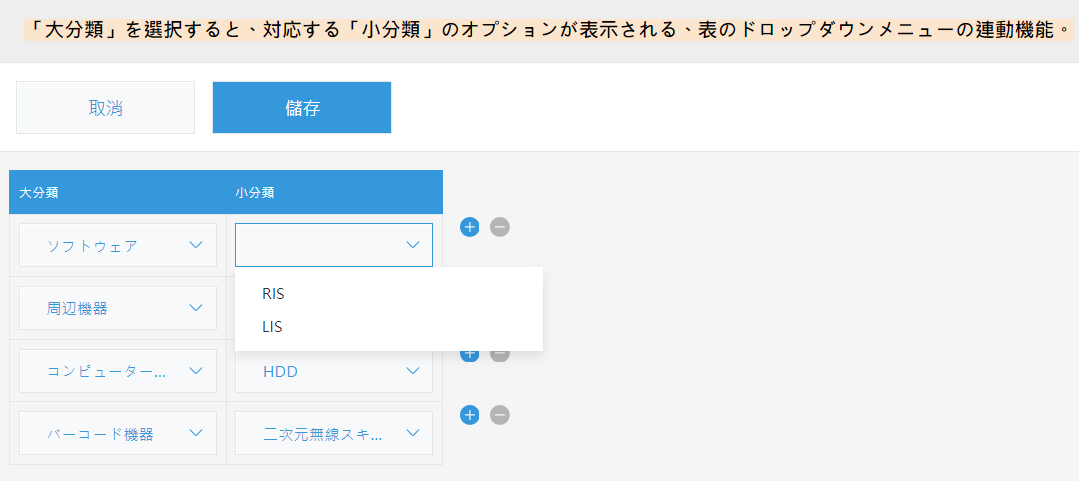 「大分類」を選択すると、対応する「小分類」のオプションが表示される、表のドロップダウンメニューの連動機能。
取消 儲存
大分類 小分類
ソフトウェア
RIS
周辺機器
LIS
コンピューター... HDD
バーコード機器 二次元無線スキ...